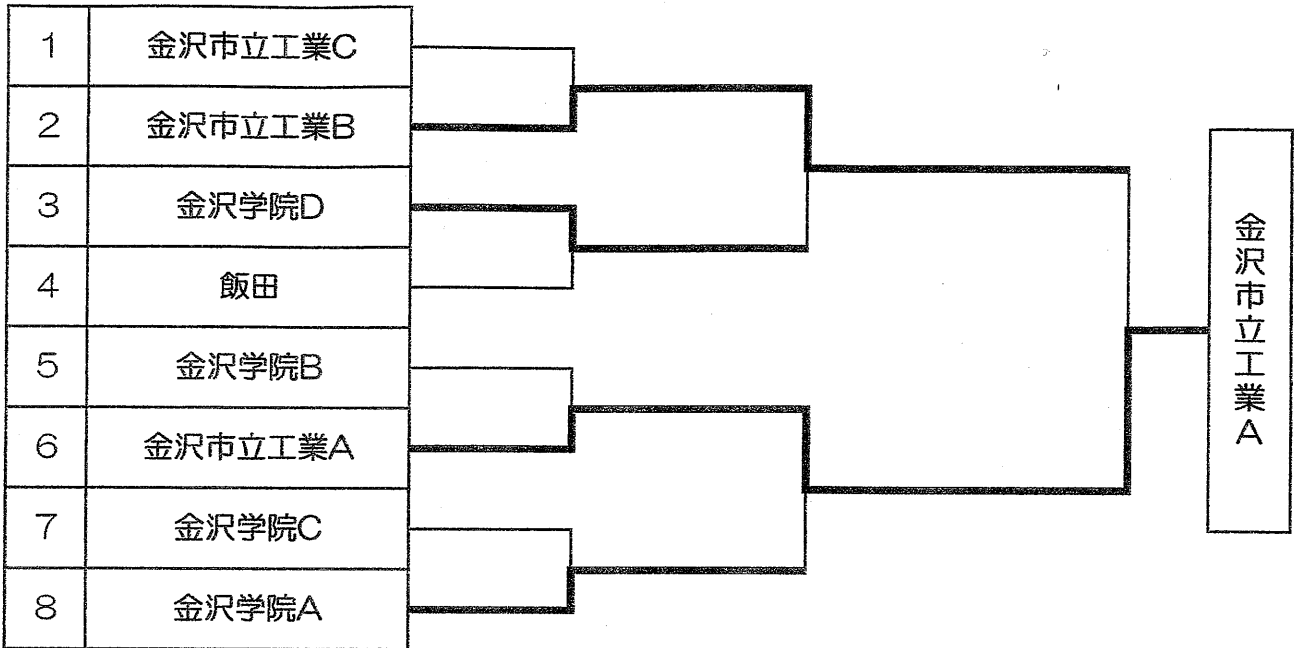 1 金沢市立工業C
2 金沢市立工業B
3 金沢学院D
4 飯田
5 金沢学院B
6 金沢市立工業A
7 金沢学院C
8 金沢学院A
金沢市立工業A